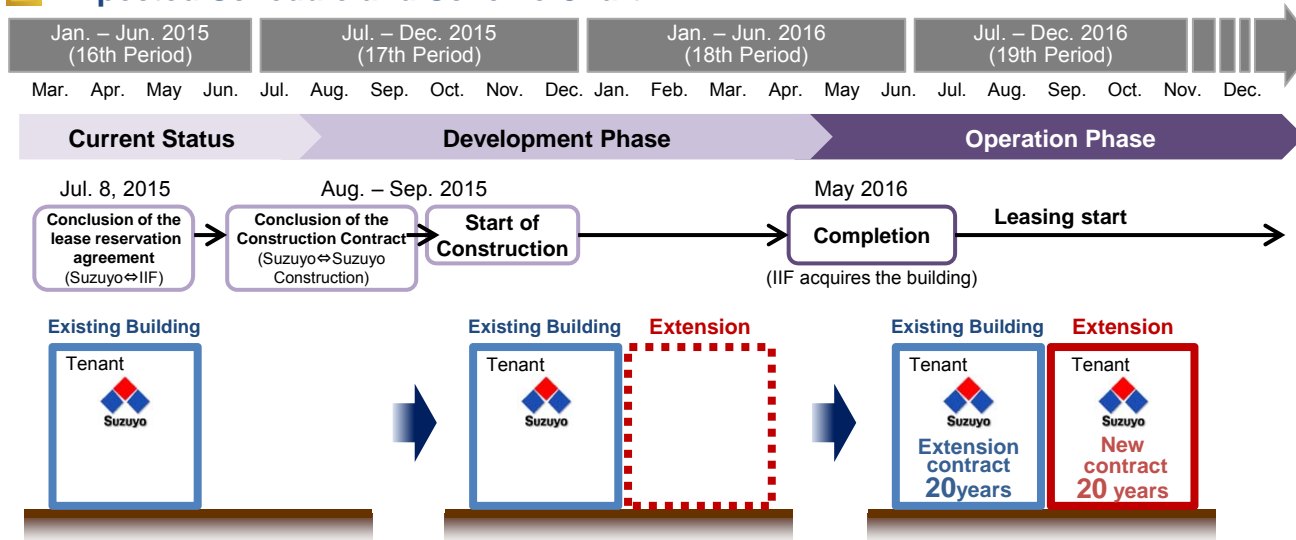 Schedule and Scheme Chart
Jan. – Jun. 2015
(16th Period)
Jul. – Dec. 2015
(17th Period)
Jan. – Jun. 2016
(18th Period)
Jul. – Dec. 2016
(19th Period)
Mar. Apr. May Jun. Jul. Aug. Sep. Oct. Nov. Dec. Jan. Feb. Mar. Apr. May Jun. Jul. Aug. Sep. Oct. Nov. Dec.
Current Status
Development Phase
Operation Phase
Jul. 8, 2015
Aug. – Sep. 2015
May 2016
Conclusion of the
lease reservation
agreement
(Suzuyo⇔IIF)
Conclusion of the
Construction Contract
(Suzuyo⇔Suzuyo
Construction)
Start of
Construction
Completion
(IIF acquires the building)
Leasing start
Existing Building
Tenant
Suzuyo
Existing Building
Extension
Tenant
Suzuyo
Existing Building
Extension
Tenant
Suzuyo
Extension
contract
20years
Tenant
Suzuyo
New
contract
20 years